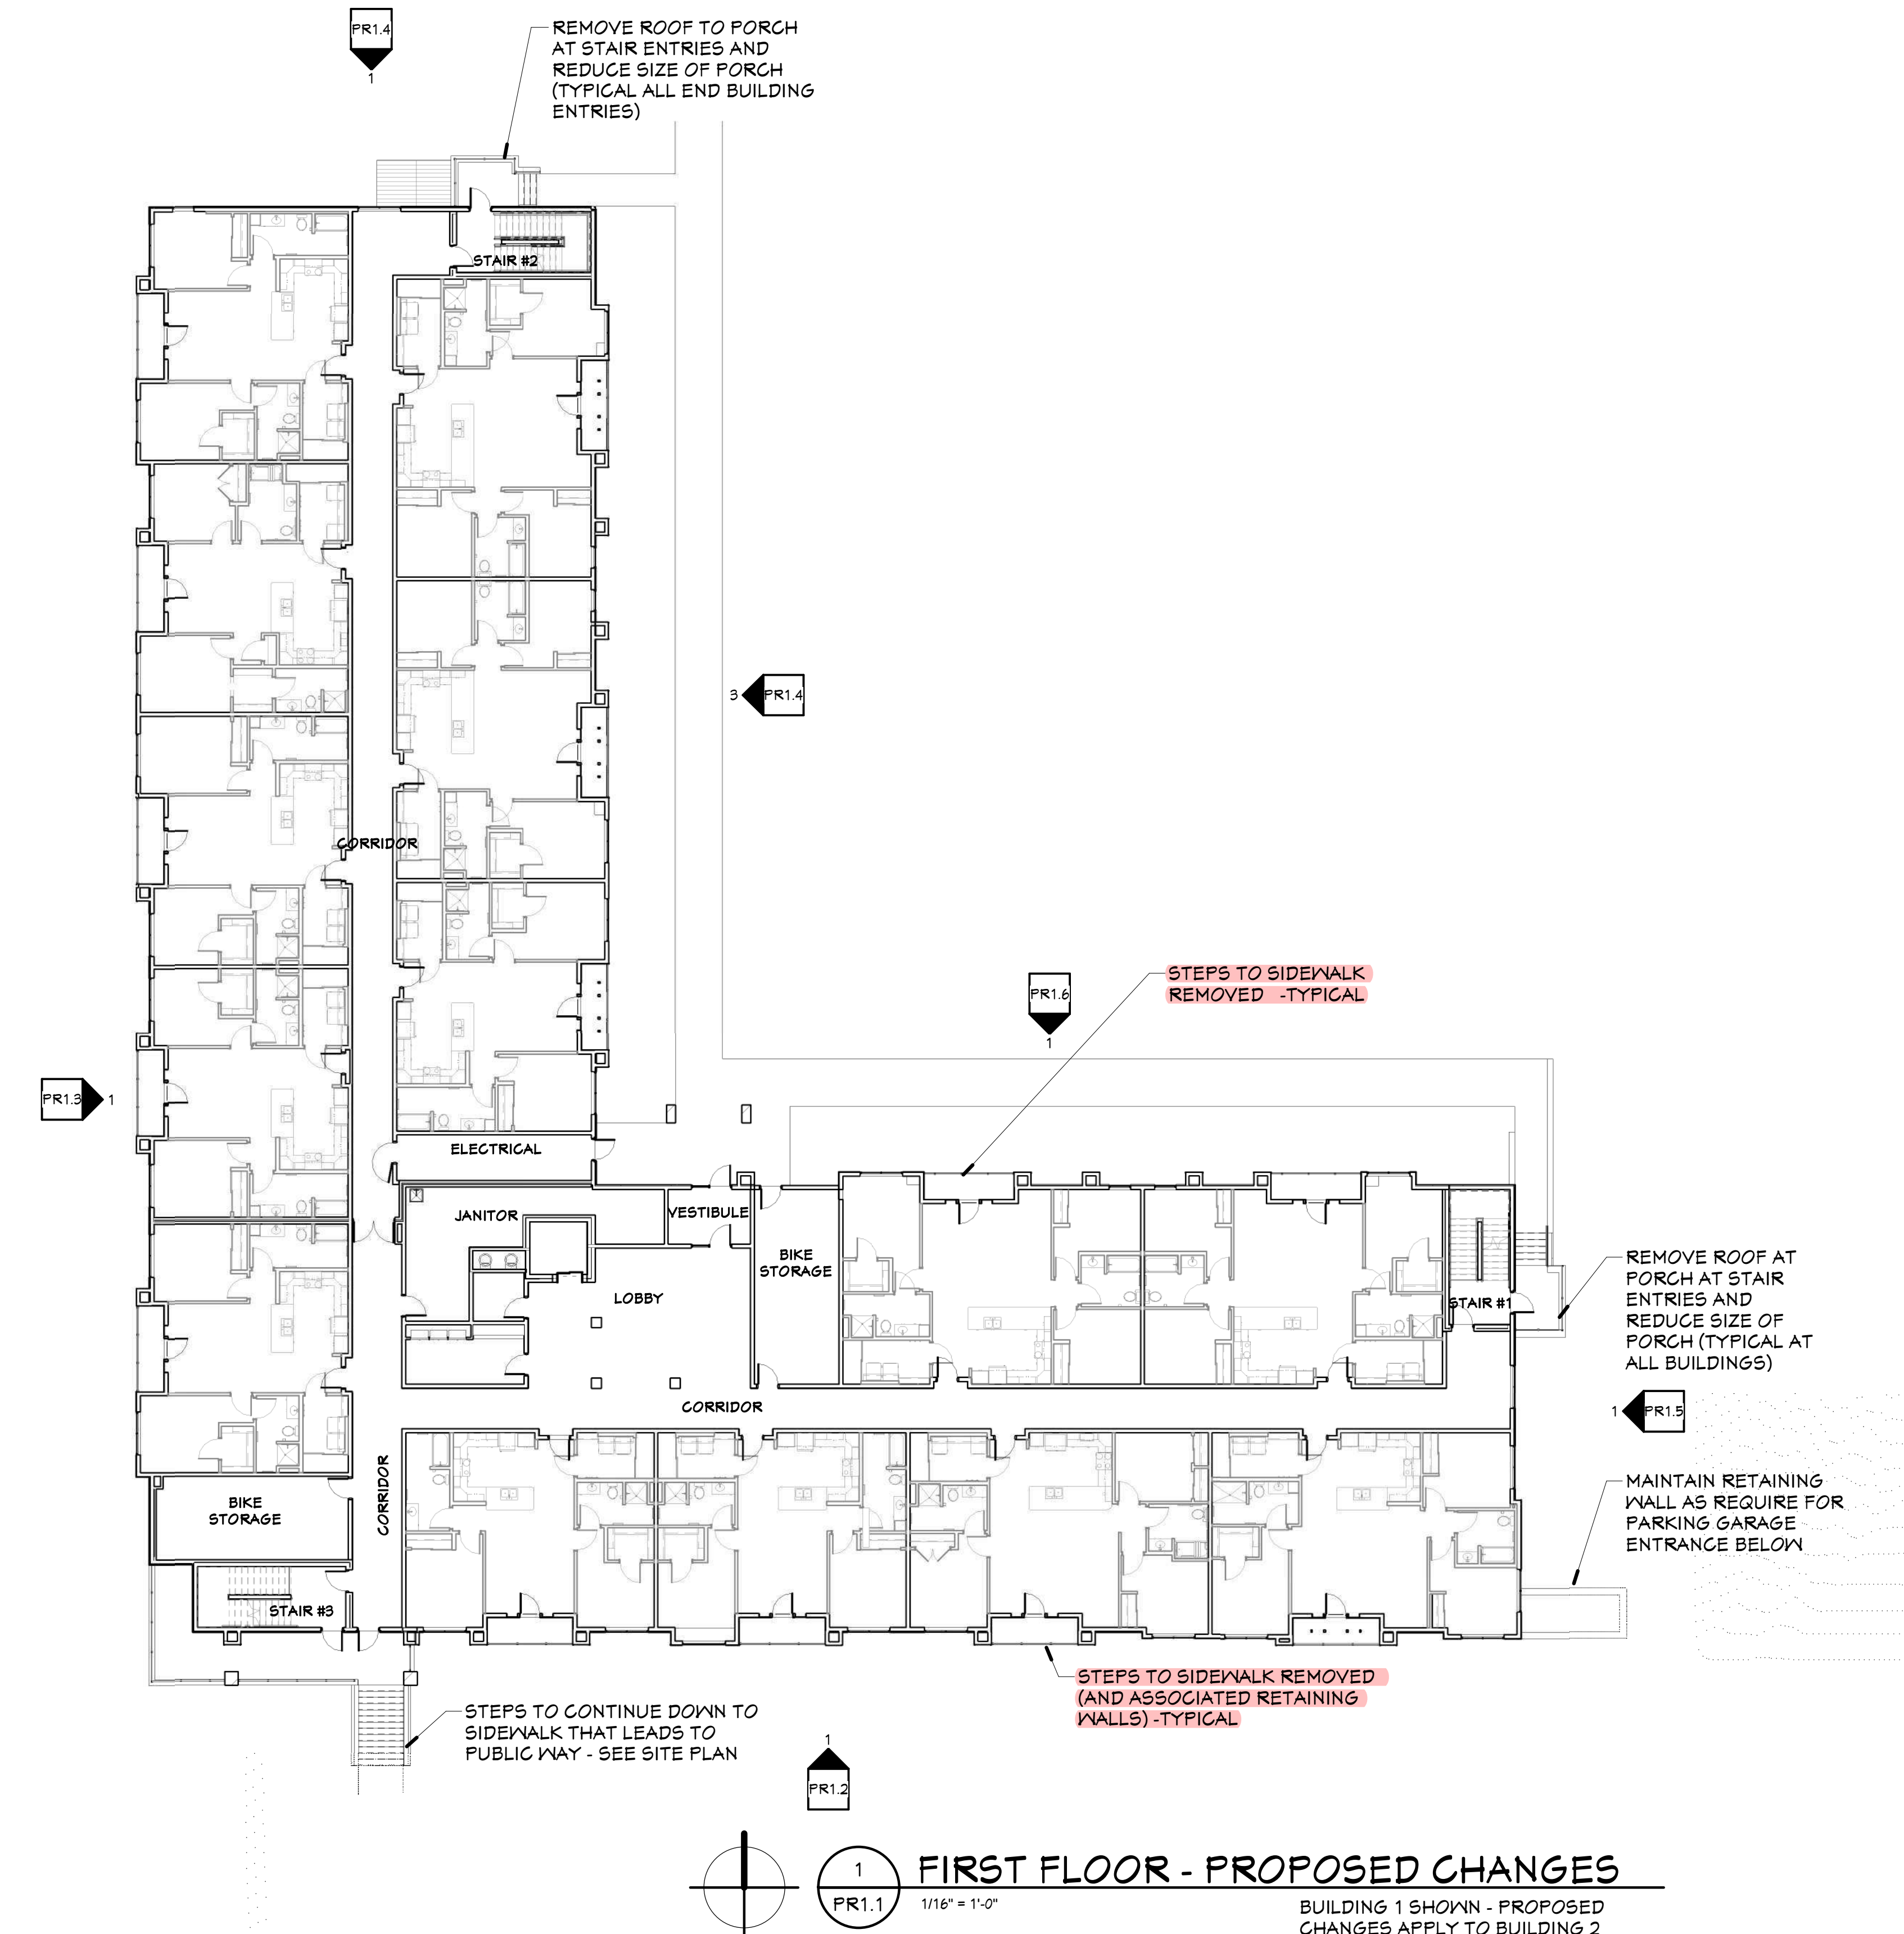 PR1.4
1
REMOVE ROOF TO PORCH
AT STAIR ENTRIES AND
REDUCE SIZE OF PORCH
(TYPICAL ALL END BUILDING
ENTRIES)
STAIR #2
3
PR1.4
CORRIDOR
STEPS TO SIDEWALK
REMOVED -TYPICAL
PR1.6
1
PR1.3
1
ELECTRICAL
JANITOR
VESTIBULE
BIKE
STORAGE
LOBBY
STAIR #1
REMOVE ROOF AT
PORCH AT STAIR
ENTRIES AND
REDUCE SIZE OF
PORCH (TYPICAL AT
ALL BUILDINGS)
CORRIDOR
1
PR1.5
CORRIDOR
BIKE
STORAGE
MAINTAIN RETAINING
WALL AS REQUIRE FOR
PARKING GARAGE
ENTRANCE BELOW
STAIR #3
STEPS TO SIDEWALK REMOVED
(AND ASSOCIATED RETAINING
WALLS) -TYPICAL
STEPS TO CONTINUE DOWN TO
SIDEWALK THAT LEADS TO
PUBLIC WAY - SEE SITE PLAN
1
PR1.2
1
PR1.1
FIRST FLOOR - PROPOSED CHANGES
1/16" = 1'-0"
BUILDING 1 SHOWN - PROPOSED
CHANGES APPLY TO BUILDING 2